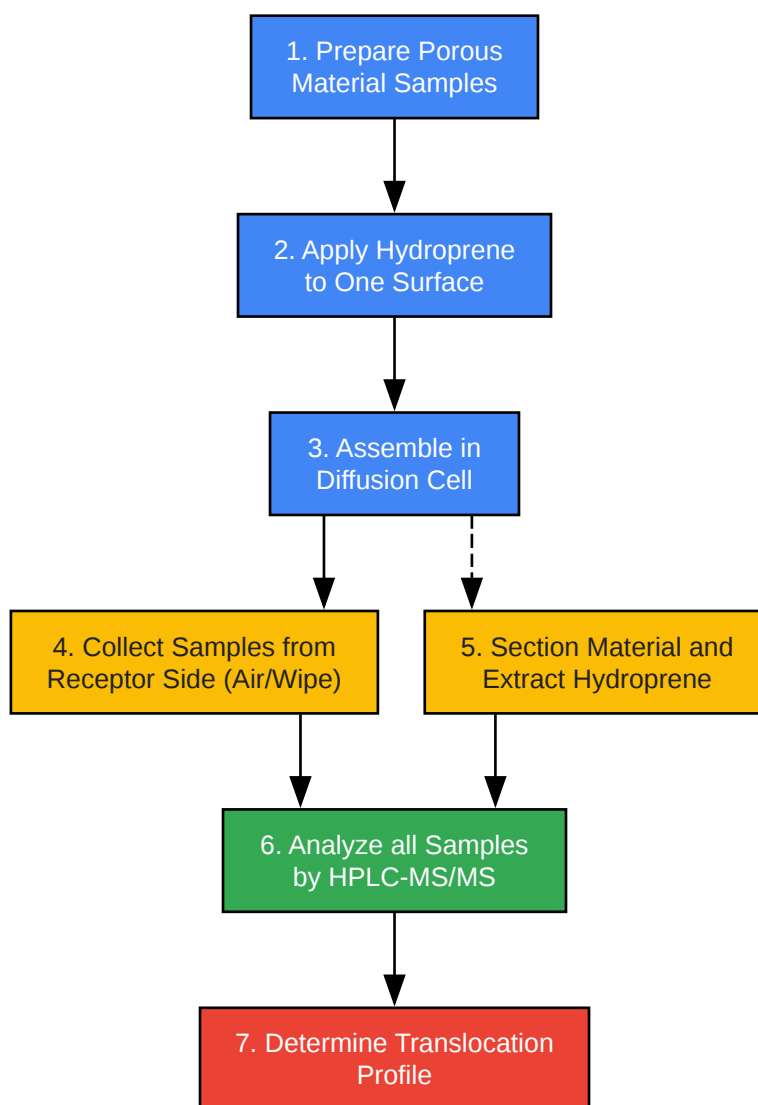 1. Prepare Porous
Material Samples
2. Apply Hydroprene
to One Surface
3. Assemble in
Diffusion Cell
4. Collect Samples from
Receptor Side (Air/Wipe)
5. Section Material and
Extract Hydroprene
6. Analyze all Samples
by HPLC-MS/MS
7. Determine Translocation
Profile